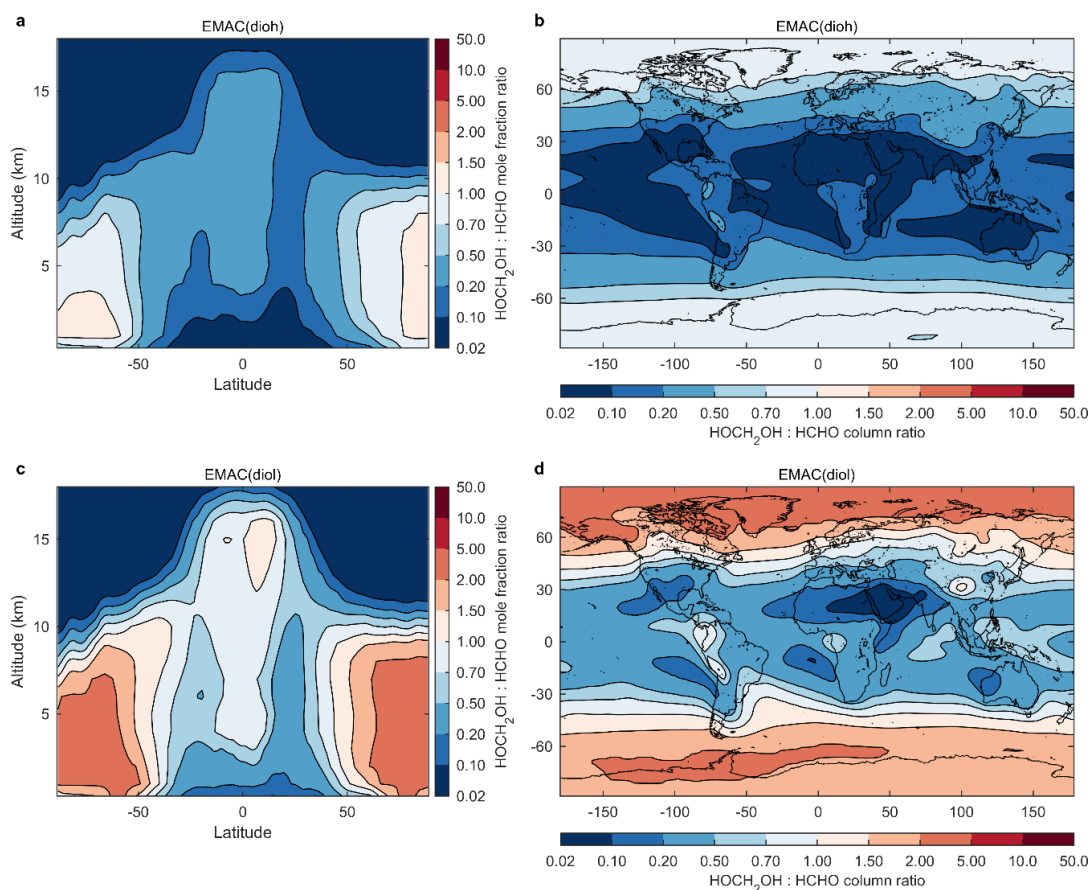 a
EMAC(dioh)
15
10
5
Altitude (km)
-50
0
50
Latitude
50.0
10.0
5.00
2.00
1.50
1.00
0.70
0.50
0.20
0.10
0.02
HOCH2OH : HCHO mole fraction ratio
b
EMAC(dioh)
60
30
0
-30
-60
-150 -100 -50 0 50 100 150
0.02 0.10 0.20 0.50 0.70 1.00 1.50 2.00 5.00 10.0 50.0
HOCH2OH : HCHO column ratio
c
EMAC(diol)
15
10
5
Altitude (km)
-50
0
50
Latitude
50.0
10.0
5.00
2.00
1.50
1.00
0.70
0.50
0.20
0.10
0.02
HOCH2OH : HCHO mole fraction ratio
d
EMAC(diol)
60
30
0
-30
-60
-150 -100 -50 0 50 100 150
0.02 0.10 0.20 0.50 0.70 1.00 1.50 2.00 5.00 10.0 50.0
HOCH2OH : HCHO column ratio